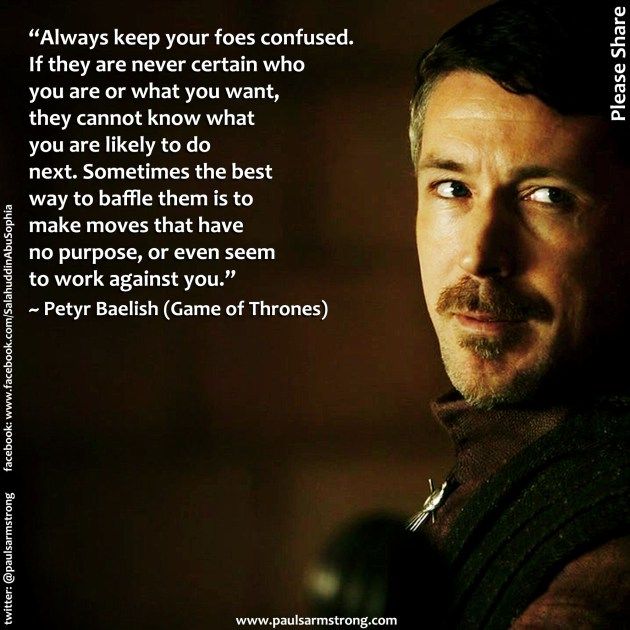 “Always keep your foes confused.
If they are never certain who
you are or what you want,
they cannot know what
you are likely to do
next. Sometimes the best
way to baffle them is to
make moves that have
no purpose, or even seem
to work against you.”
~ Petyr Baelish (Game of Thrones)
Please Share
facebook: www.facebook.com/SalahuddinAbuSophia
twitter: @paulsarmstrong
www.paulsarmstrong.com